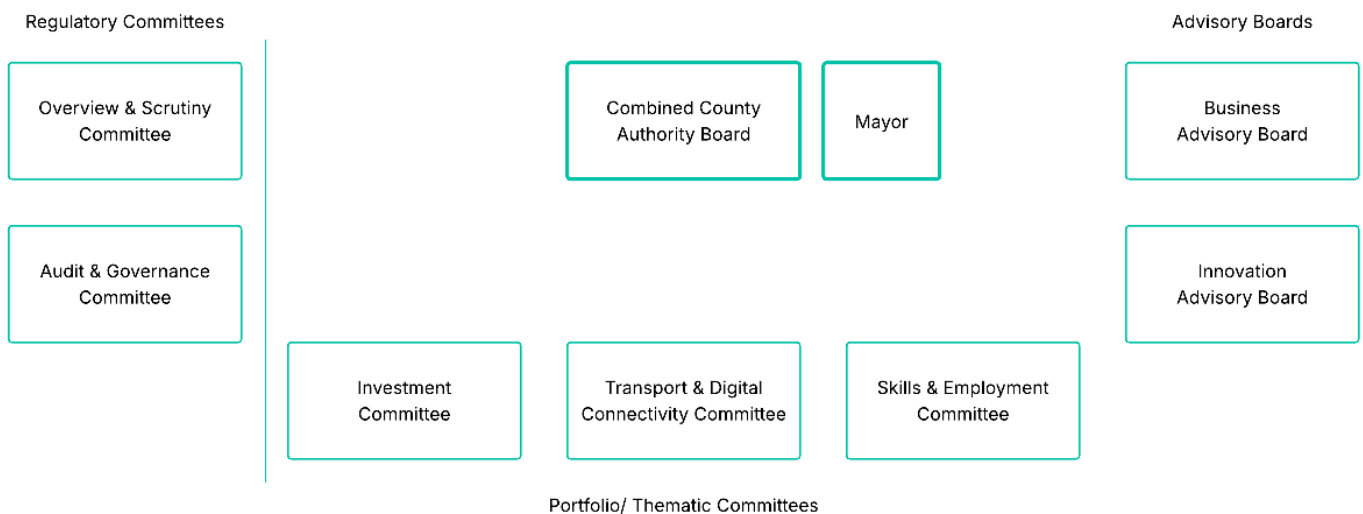 Regulatory Committees
Advisory Boards
Overview & Scrutiny
Committee
Combined County
Authority Board
Mayor
Business
Advisory Board
Audit & Governance
Committee
Innovation
Advisory Board
Investment
Committee
Transport & Digital
Connectivity Committee
Skills & Employment
Committee
Portfolio/ Thematic Committees